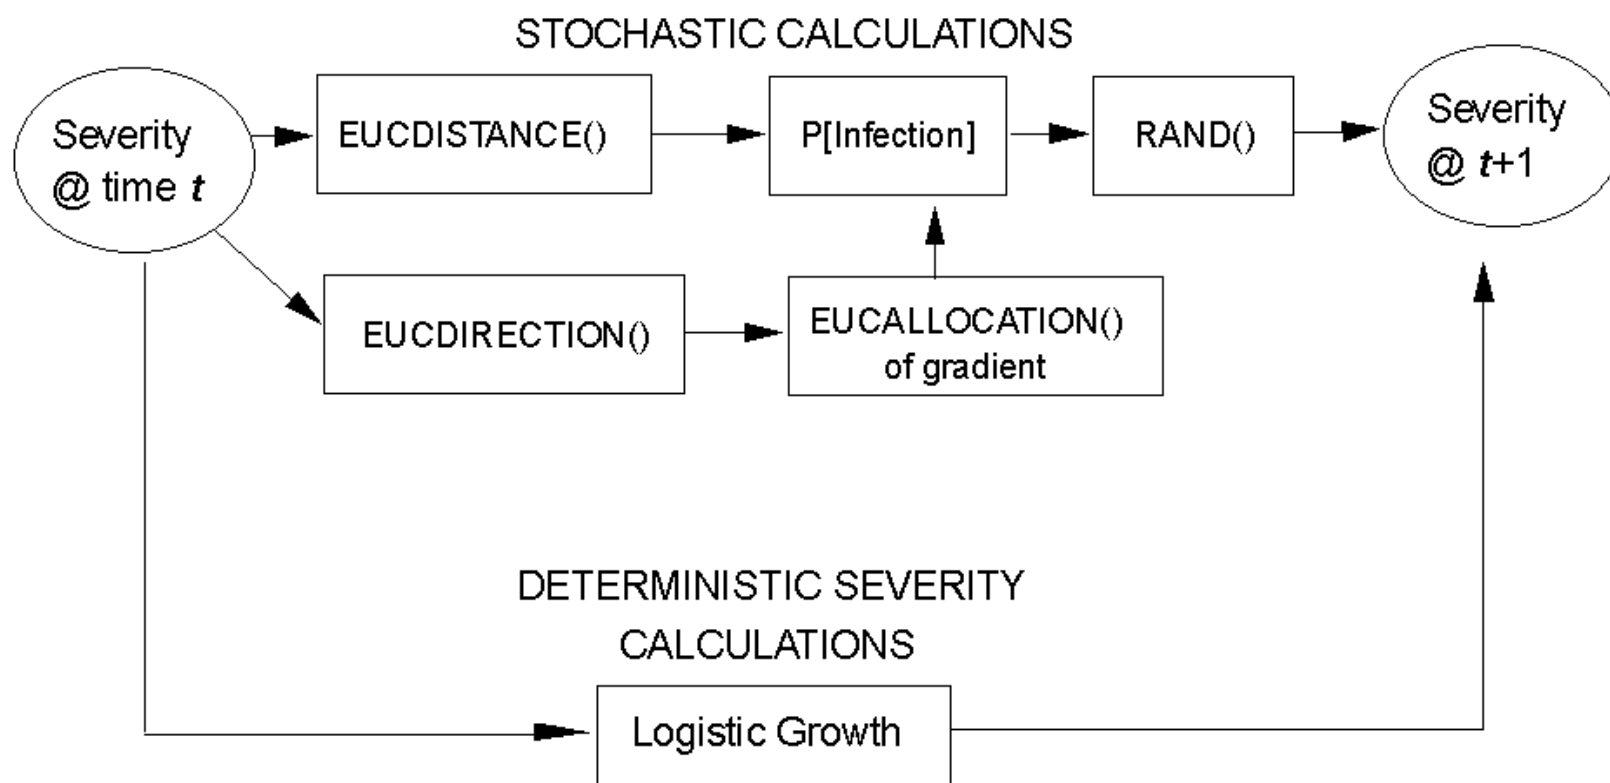 STOCHASTIC CALCULATIONS
Severity
@ time t
EUCDISTANCE()
P[Infection]
RAND()
Severity
@ t+1
EUCDIRECTION()
EUCALLOCATION()
of gradient
DETERMINISTIC SEVERITY
CALCULATIONS
Logistic Growth